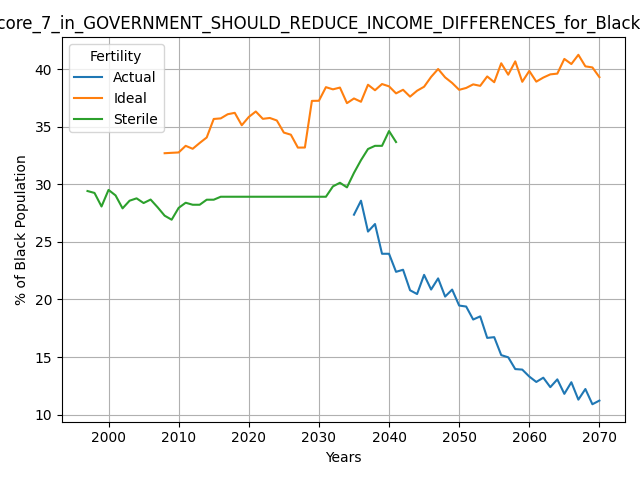 core_7_in_GOVERNMENT_SHOULD_REDUCE_INCOME_DIFFERENCES_for_Black
Fertility
Actual
Ideal
Sterile
% of Black Population
40
35
30
25
20
15
10
2000 2010 2020 2030 2040 2050 2060 2070
Years